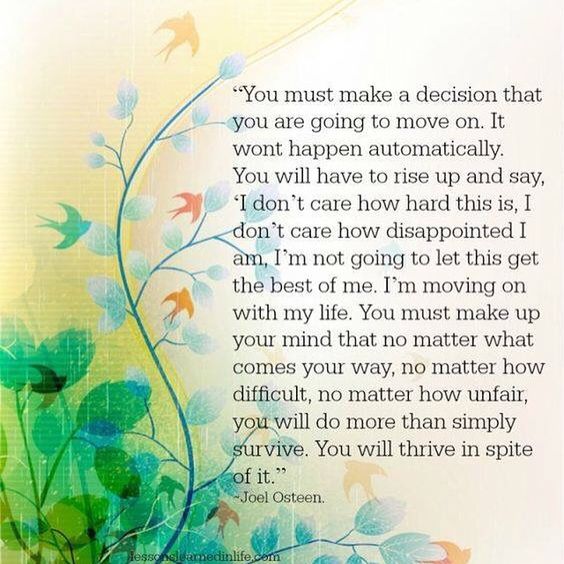 “You must make a decision that
you are going to move on. It
wont happen automatically.
You will have to rise up and say,
‘I don’t care how hard this is, I
don’t care how disappointed I
am, I’m not going to let this get
the best of me. I’m moving on
with my life. You must make up
your mind that no matter what
comes your way, no matter how
difficult, no matter how unfair,
you will do more than simply
survive. You will thrive in spite
of it.”
~Joel Osteen.
lessonslearnedinlife.com